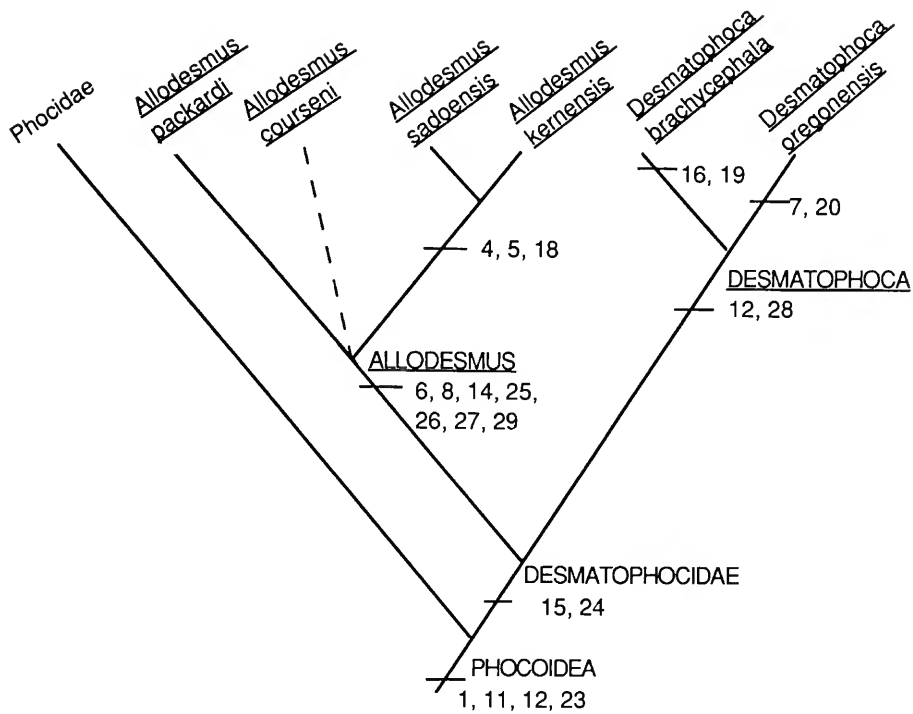 Phocidae
Allodesmus
packardi
Allodesmus
courseni
Allodesmus
sadoensis
Allodesmus
kernensis
Desmatophoca
brachycephala
Desmatophoca
oregonensis
16, 19
7, 20
4, 5, 18
DESMATOPHOCA
12, 28
ALLODESMUS
6, 8, 14, 25,
26, 27, 29
DESMATOPHOCIDAE
15, 24
PHOCOIDEA
1, 11, 12, 23